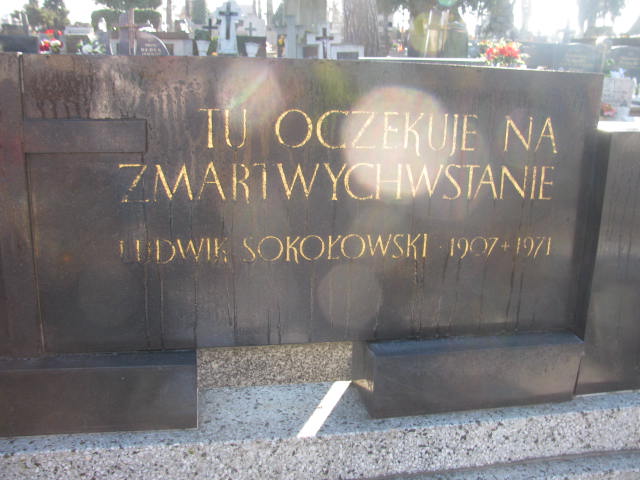 TU OCZEKUJE NA
ZMARTWYCHWSTANIE
LUDWIK SOKOŁOWSKI · 1907 + 1971